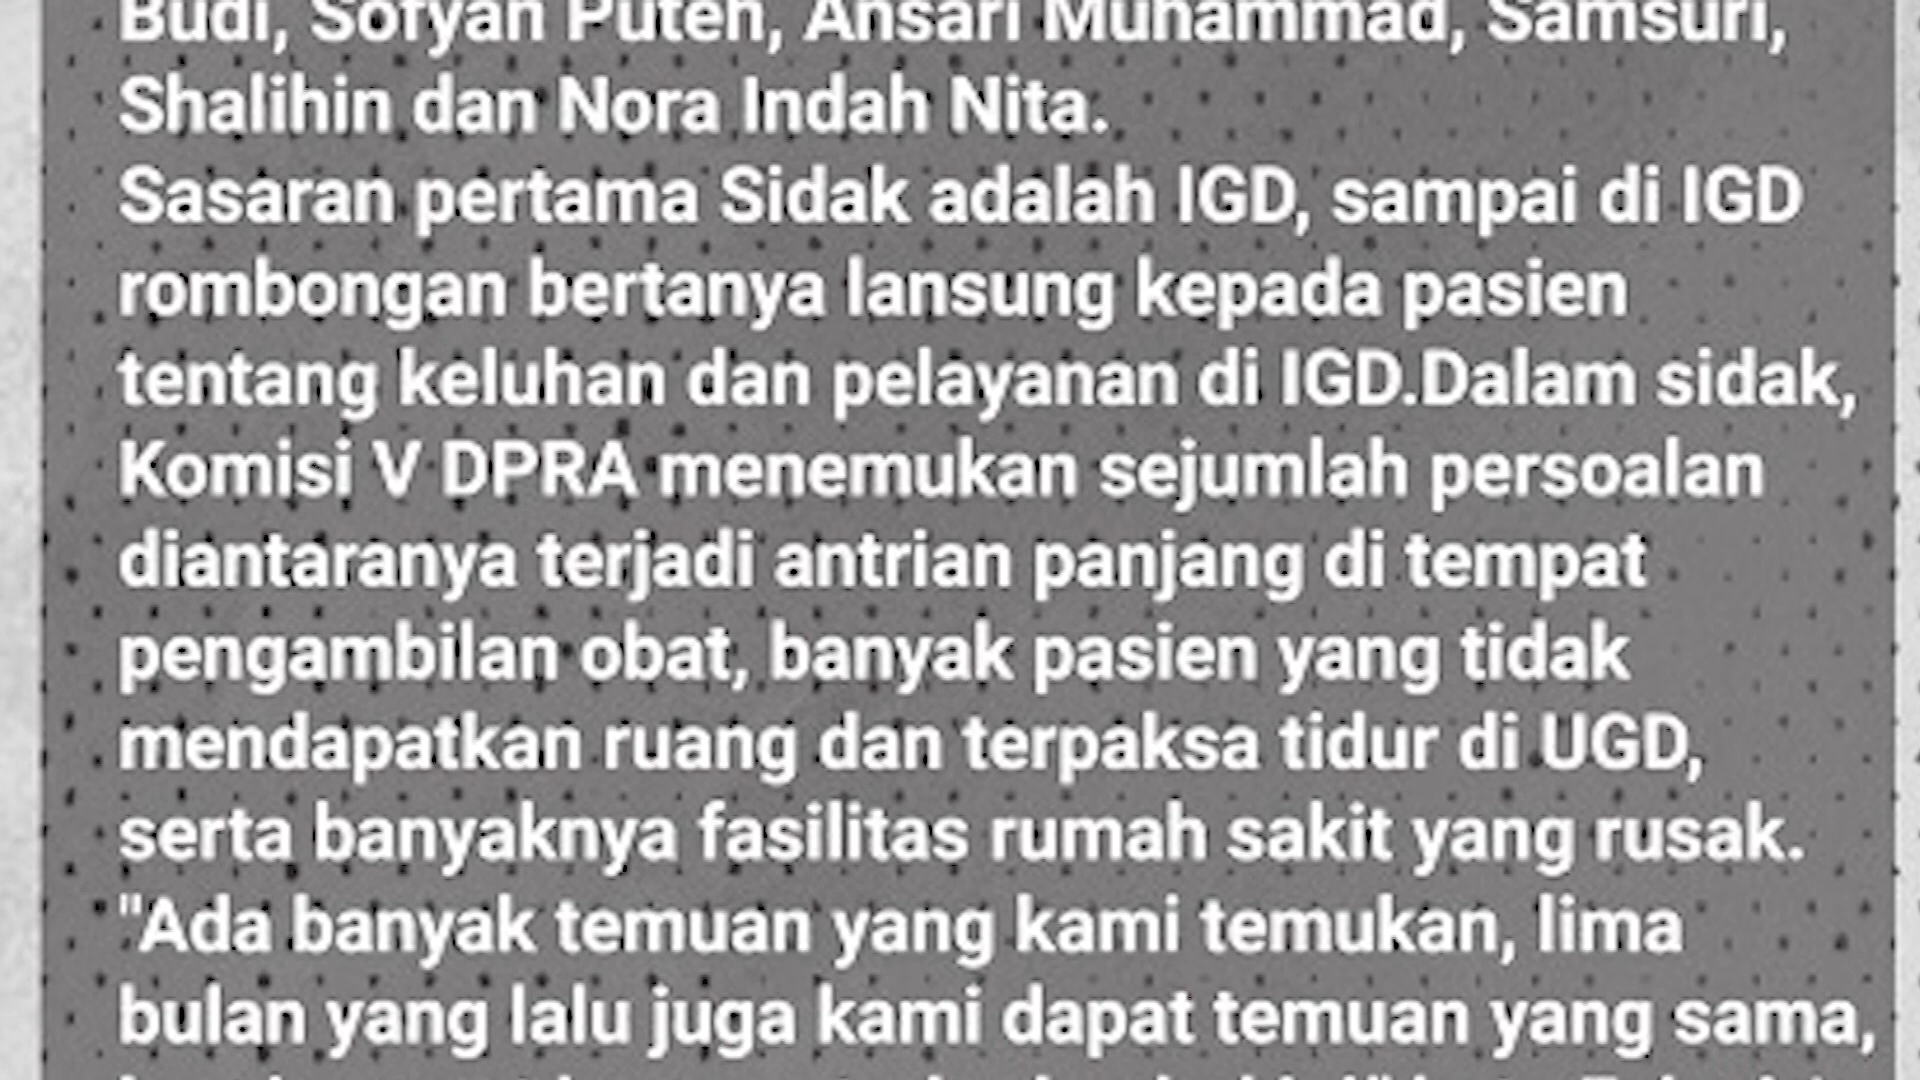 Budi, Sofyan Puteh, Ansari Muhammad, Samsuri,
Shalihin dan Nora Indah Nita.
Sasaran pertama Sidak adalah IGD, sampai di IGD
rombongan bertanya lansung kepada pasien
tentang keluhan dan pelayanan di IGD.Dalam sidak,
Komisi V DPRA menemukan sejumlah persoalan
diantaranya terjadi antrian panjang di tempat
pengambilan obat, banyak pasien yang tidak
mendapatkan ruang dan terpaksa tidur di UGD,
serta banyaknya fasilitas rumah sakit yang rusak.
"Ada banyak temuan yang kami temukan, lima
bulan yang lalu juga kami dapat temuan yang sama,